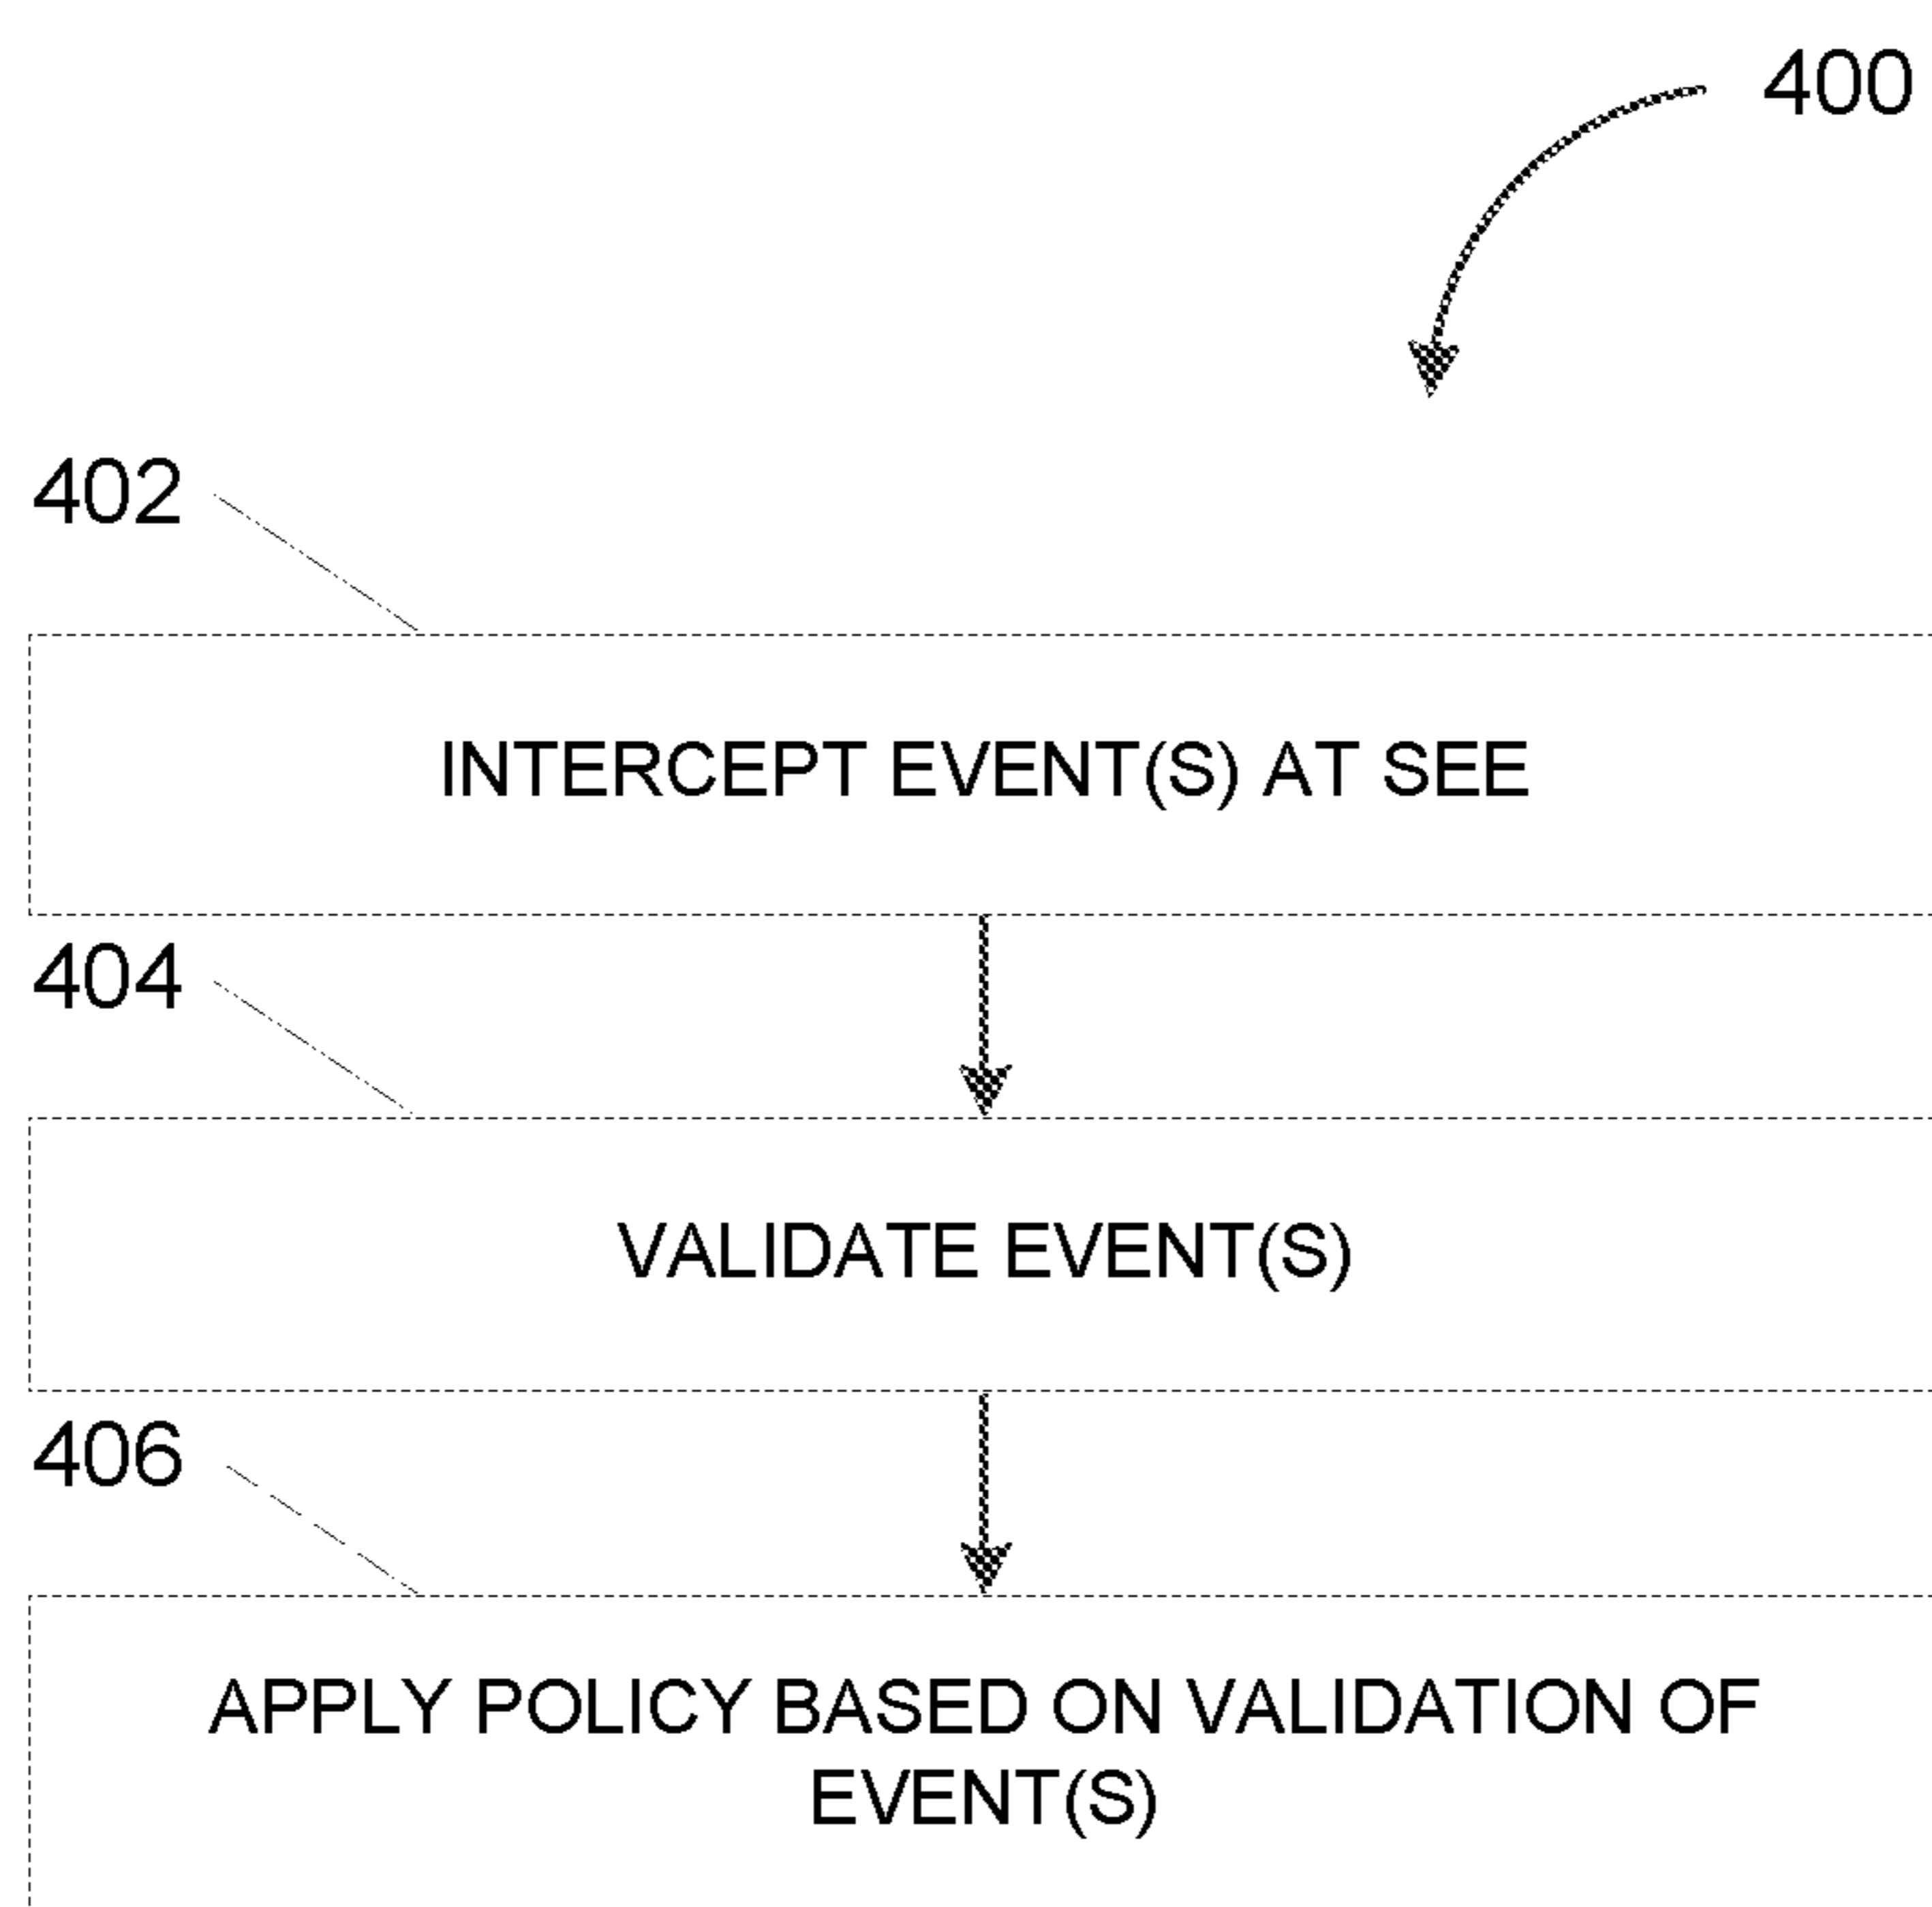 400
402
INTERCEPT EVENT(S) AT SEE
404
VALIDATE EVENT(S)
406
APPLY POLICY BASED ON VALIDATION OF
EVENT(S)